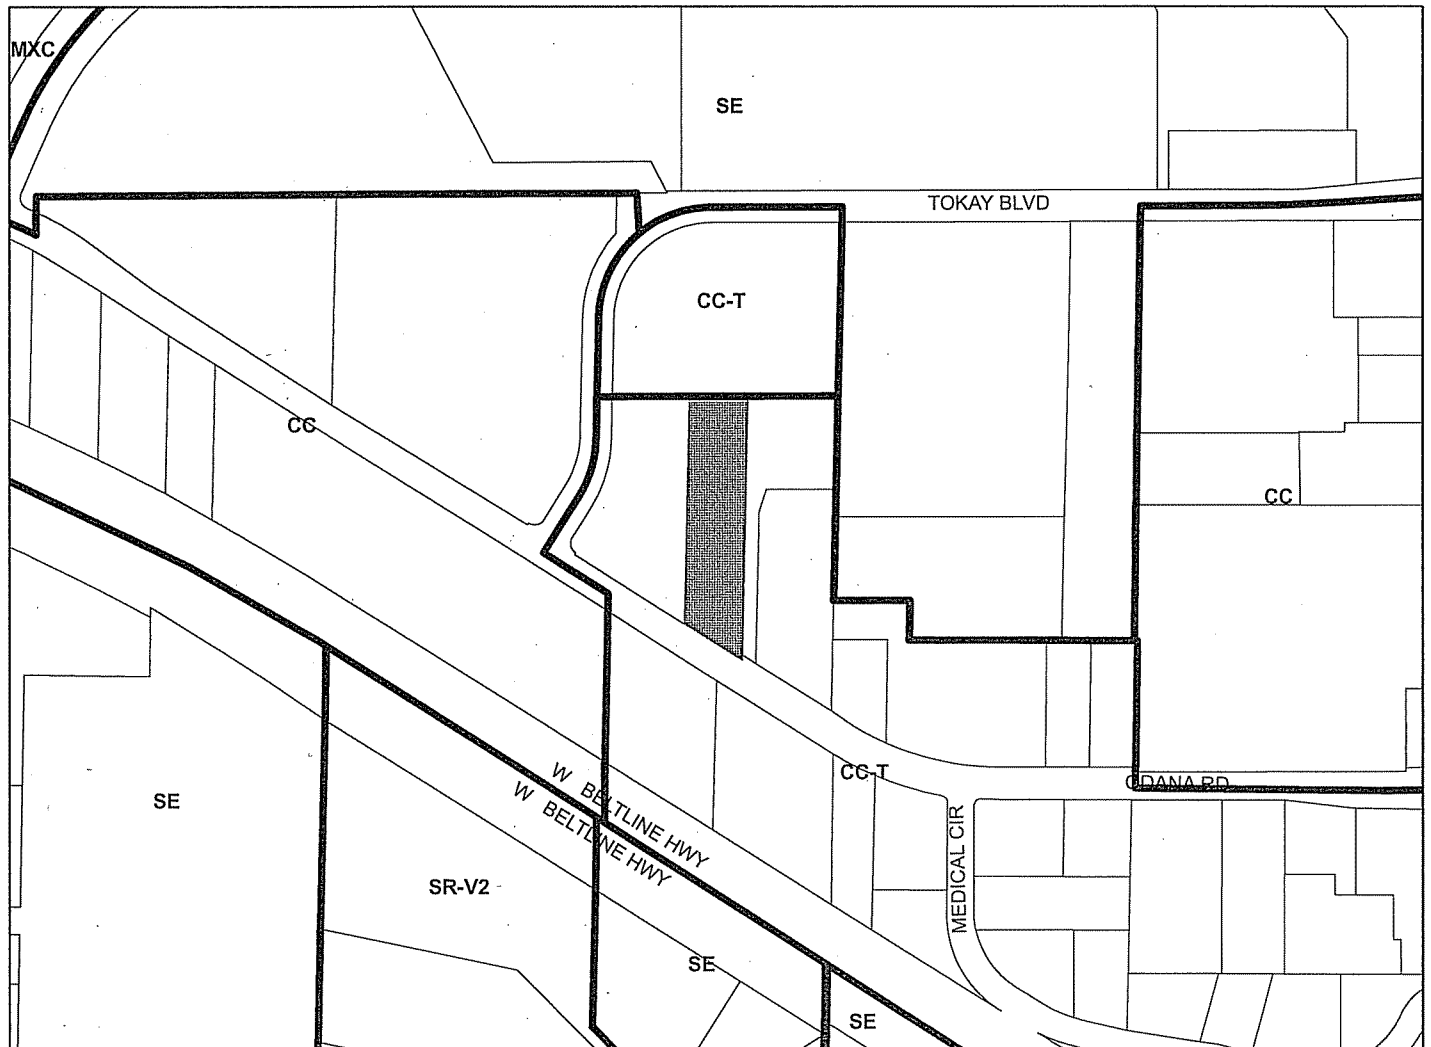 MXC
SE
TOKAY BLVD
CC-T
CC
CC
CC-T
ODANA RD
W BELTLINE HWY
W BELTLINE HWY
SE
MEDICAL CIR
SR-V2
SE
SE